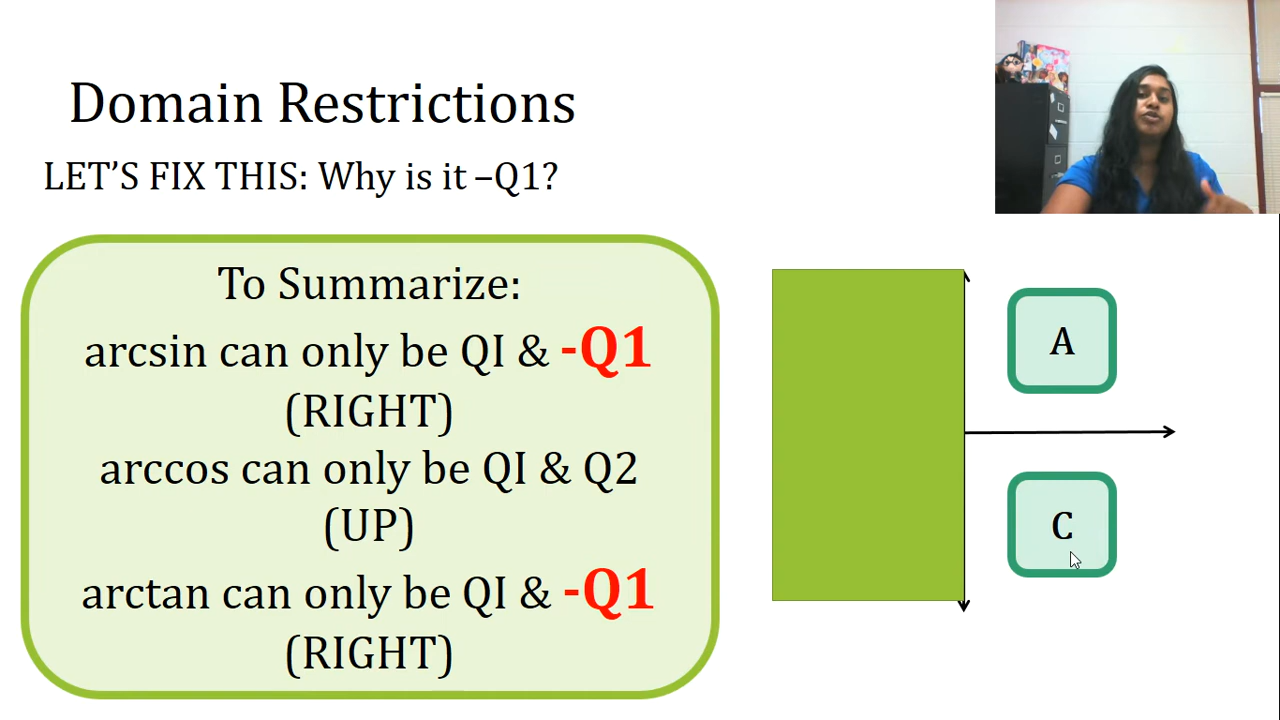 Domain Restrictions
LET’S FIX THIS: Why is it –Q1?
To Summarize:
arcsin can only be QI & -Q1
(RIGHT)
arccos can only be QI & Q2
(UP)
arctan can only be QI & -Q1
(RIGHT)
A
C